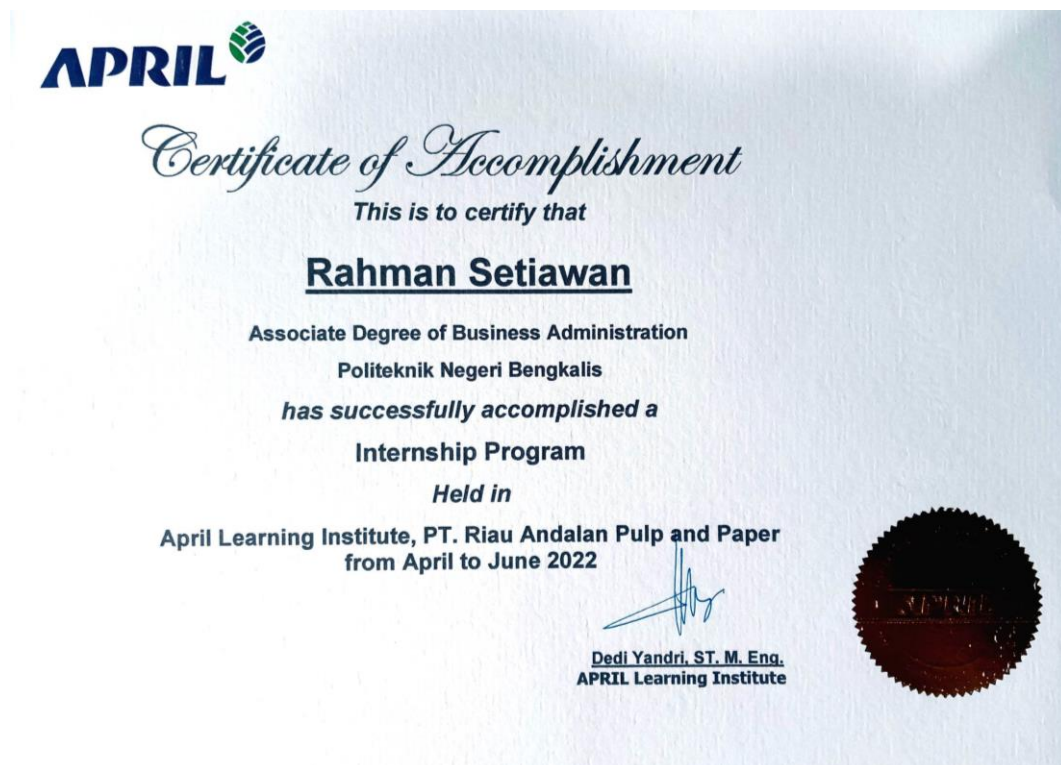 APRIL
Certificate of Accomplishment
This is to certify that
Rahman Setiawan
Associate Degree of Business Administration
Politeknik Negeri Bengkalis
has successfully accomplished a
Internship Program
Held in
April Learning Institute, PT. Riau Andalan Pulp and Paper
from April to June 2022
Dedi Yandri, ST. M. Eng.
APRIL Learning Institute
APRIL